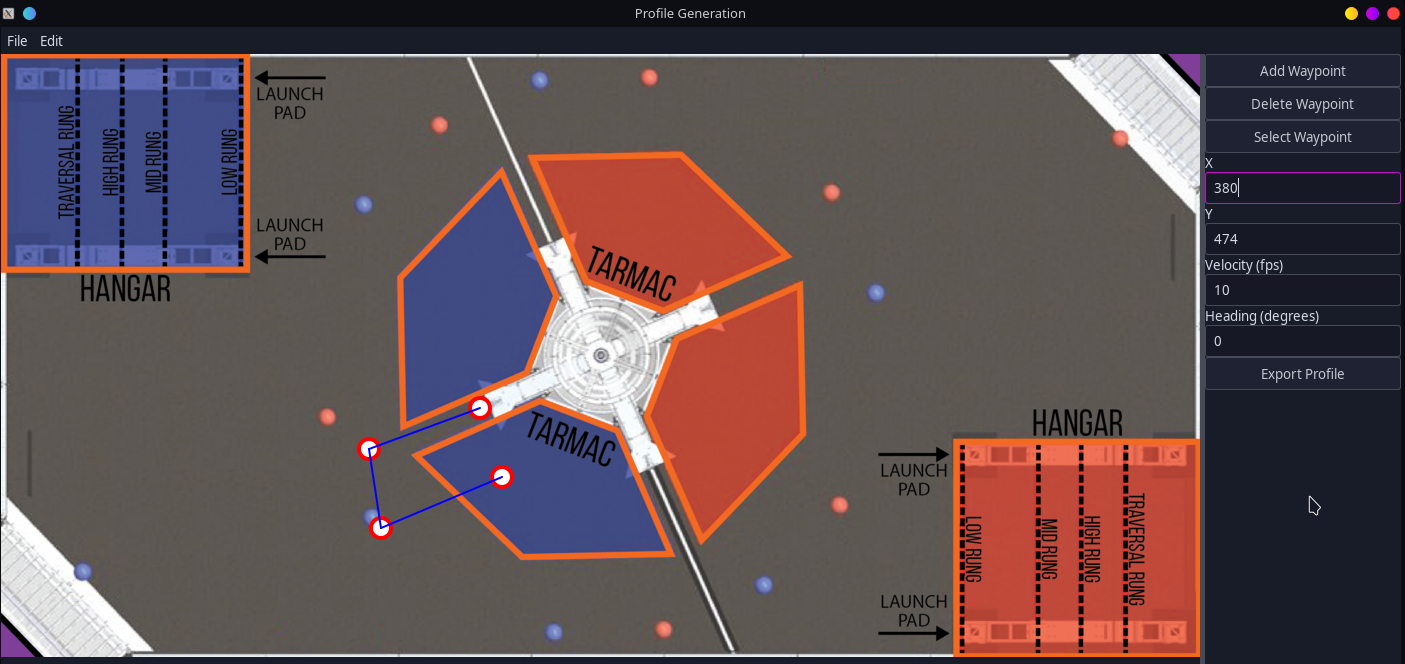 Profile Generation
File Edit
LAUNCH
PAD
TRAVERSAL RUNG
HIGH RUNG
MID RUNG
LOW RUNG
LAUNCH
PAD
HANGAR
TARMAC
TARMAC
HANGAR
LAUNCH
PAD
LOW RUNG
MID RUNG
HIGH RUNG
TRAVERSAL RUNG
LAUNCH
PAD
Add Waypoint
Delete Waypoint
Select Waypoint
X
380
Y
474
Velocity (fps)
10
Heading (degrees)
0
Export Profile